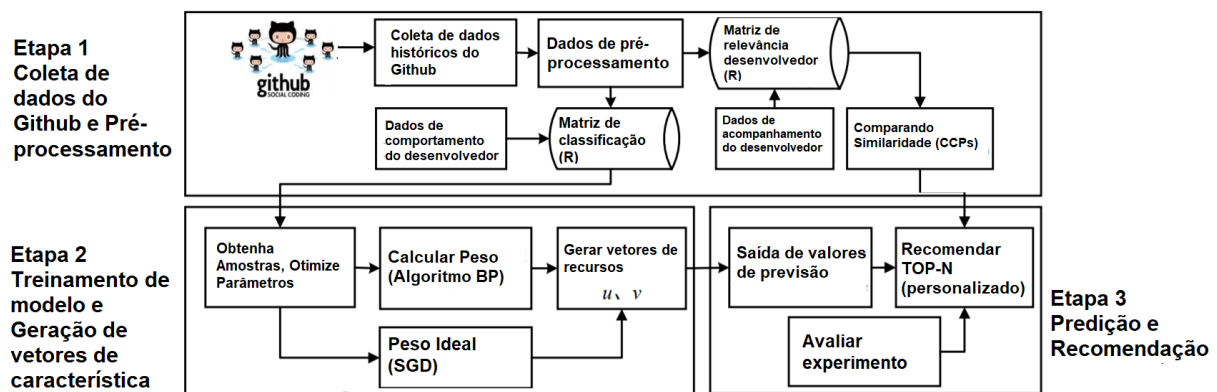 Etapa 1
Coleta de
dados do
Github e Pré-
processamento
github
SOCIAL CODING
Coleta de dados
históricos do
Github
Dados de pré-
processamento
Matriz de
relevância
desenvolvedor
(R)
Dados de
comportamento
do desenvolvedor
Matriz de
classificação
(R)
Dados de
acompanhamento
do desenvolvedor
Comparando
Similaridade (CCPs)
Etapa 2
Treinamento de
modelo e
Geração de
vetores de
característica
Obtenha
Amostras, Otimize
Parâmetros
Calcular Peso
(Algoritmo BP)
Gerar vetores de
recursos
u、v
Peso Ideal
(SGD)
Saída de valores
de previsão
Recomendar
TOP-N
(personalizado)
Avaliar
experimento
Etapa 3
Predição e
Recomendação